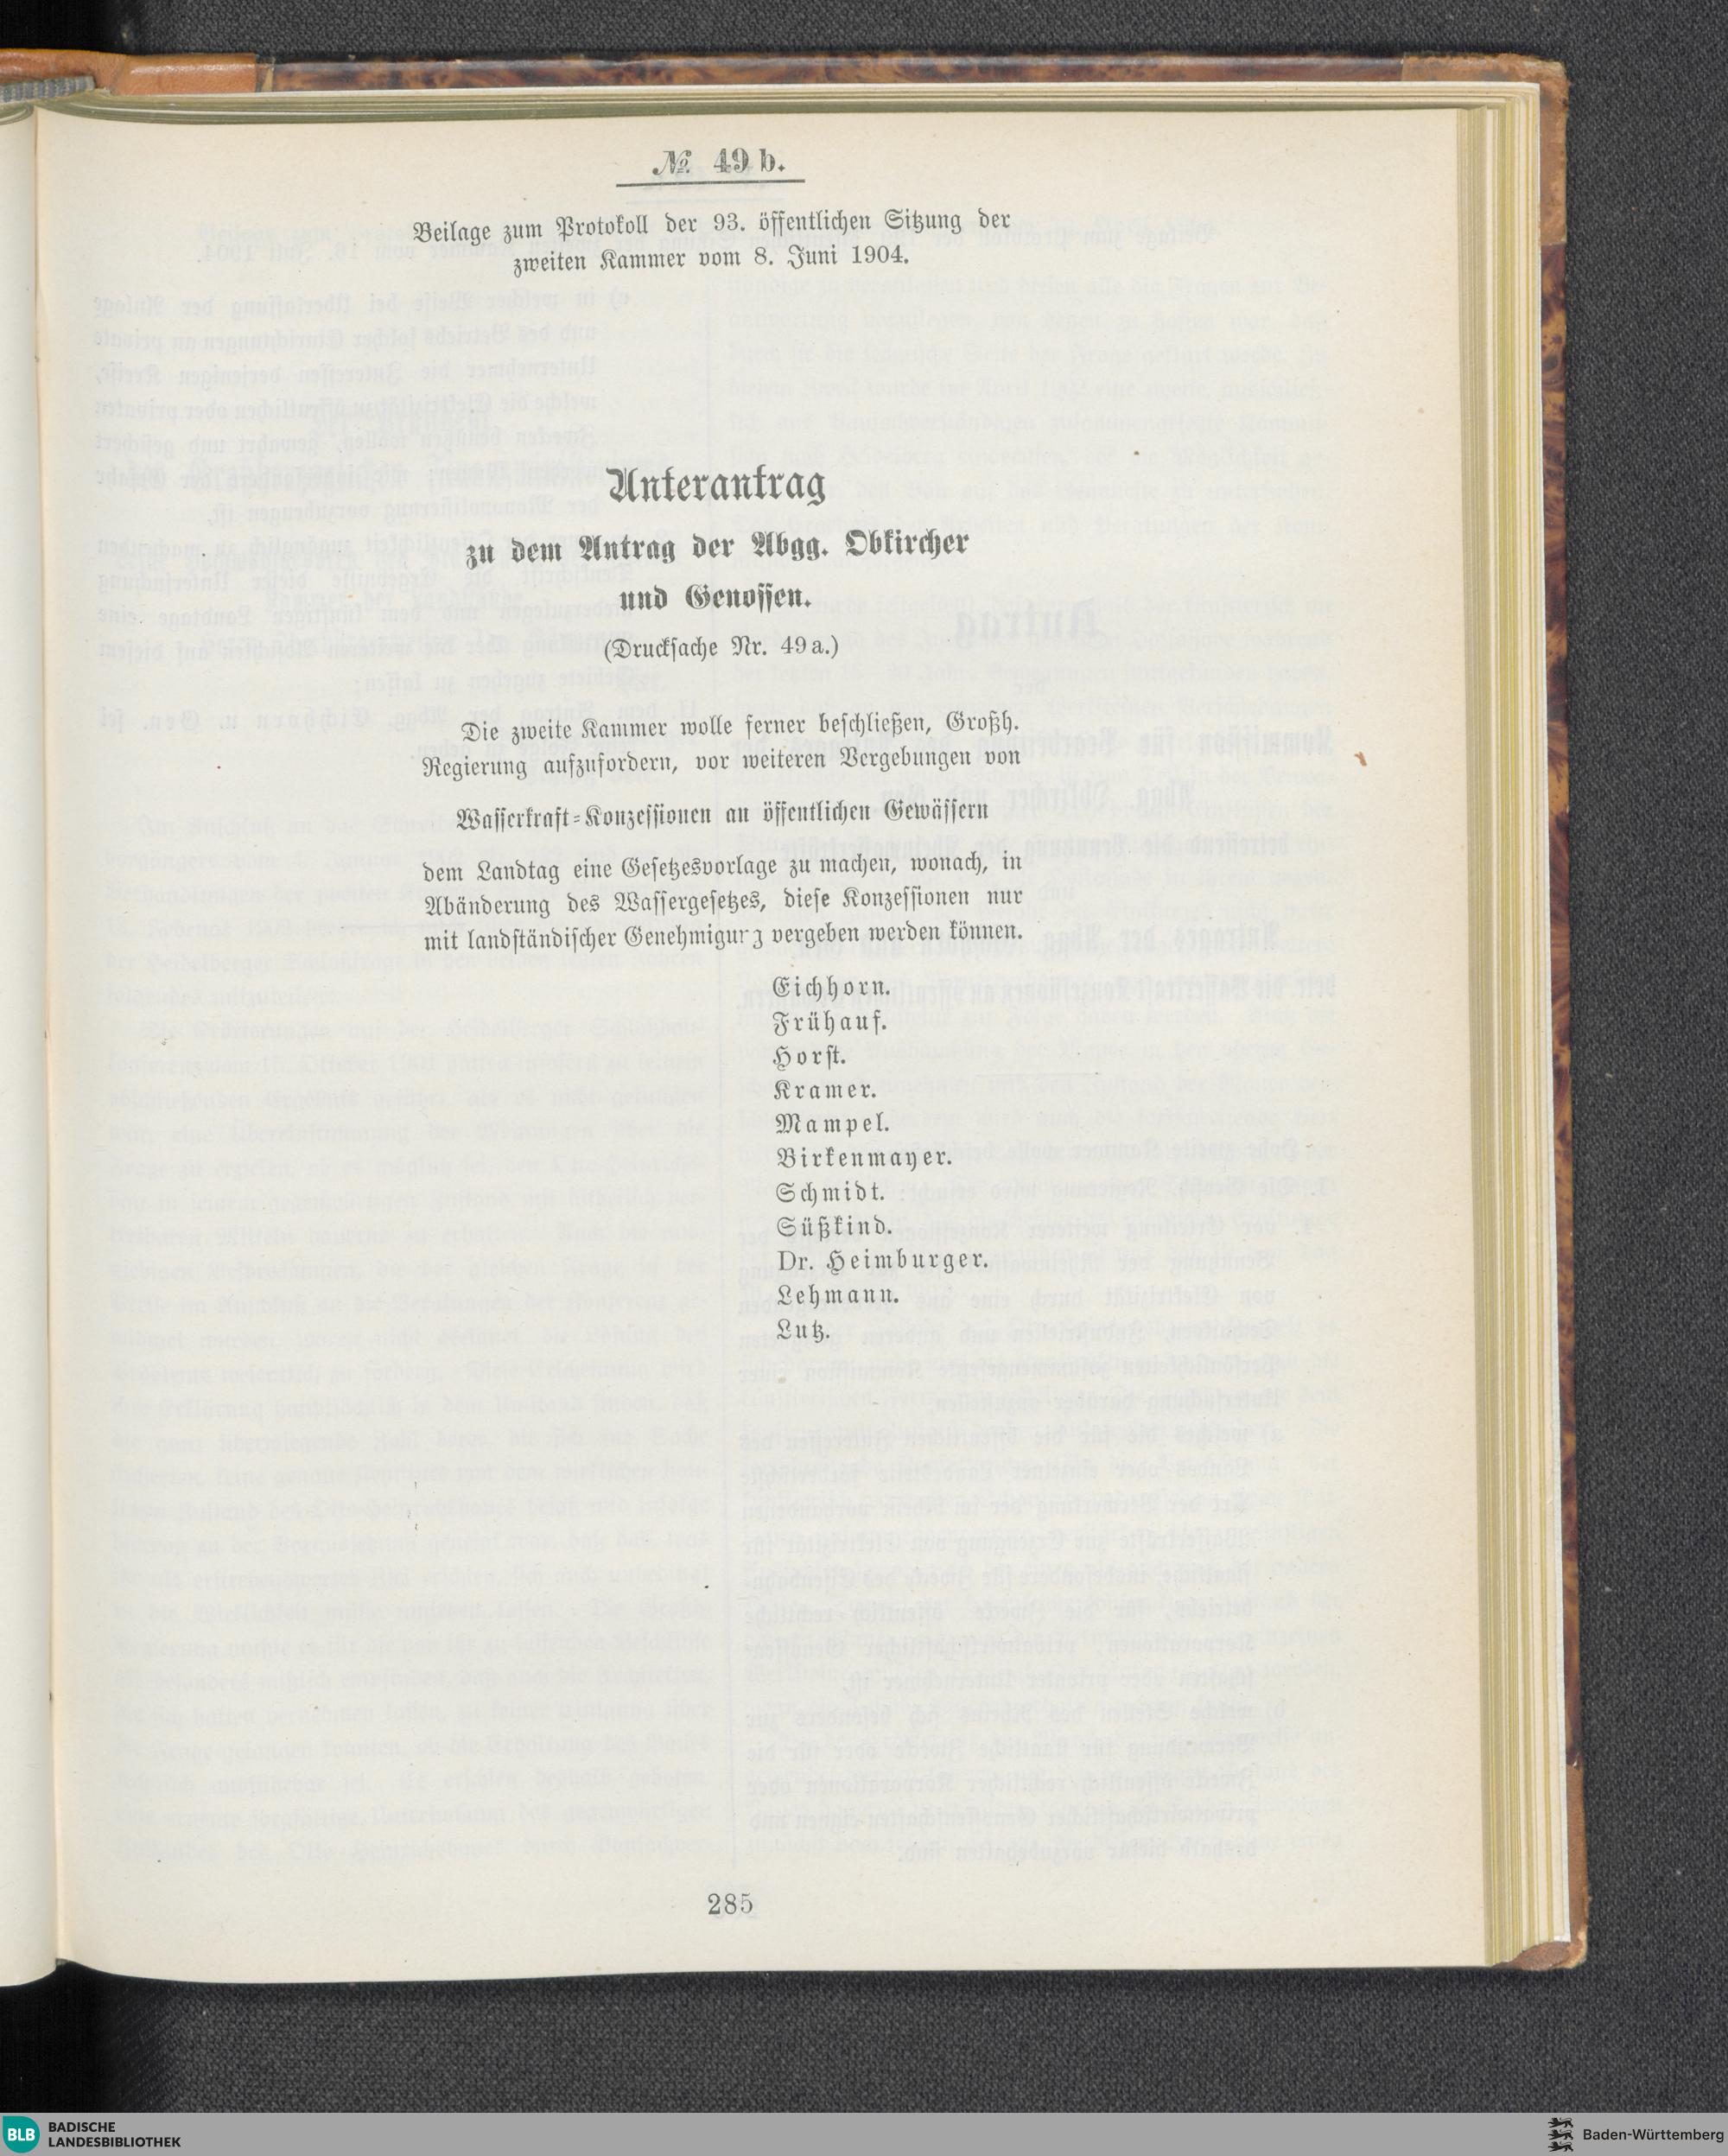 № 49 b.
Beilage zum Protokoll der 93. öffentlichen Sitzung der
zweiten Kammer vom 8. Juni 1904.
Unterantrag
zu dem Antrag der Abgg. Obkircher
und Genossen.
(Drucksache Nr. 49 a.)
Die zweite Kammer wolle ferner beschließen, Großh.
Regierung aufzufordern, vor weiteren Vergebungen von
Wasserkraft-Konzessionen an öffentlichen Gewässern
dem Landtag eine Gesetzesvorlage zu machen, wonach, in
Abänderung des Wassergesetzes, diese Konzessionen nur
mit landständischer Genehmigung vergeben werden können.
Eichhorn.
Frühauf.
Horst.
Kramer.
Mampel.
Birkenmayer.
Schmidt.
Süßkind.
Dr. Heimburger.
Lehmann.
Lutz.
285
BLB BADISCHE
LANDESBIBLIOTHEK
Baden-Württemberg